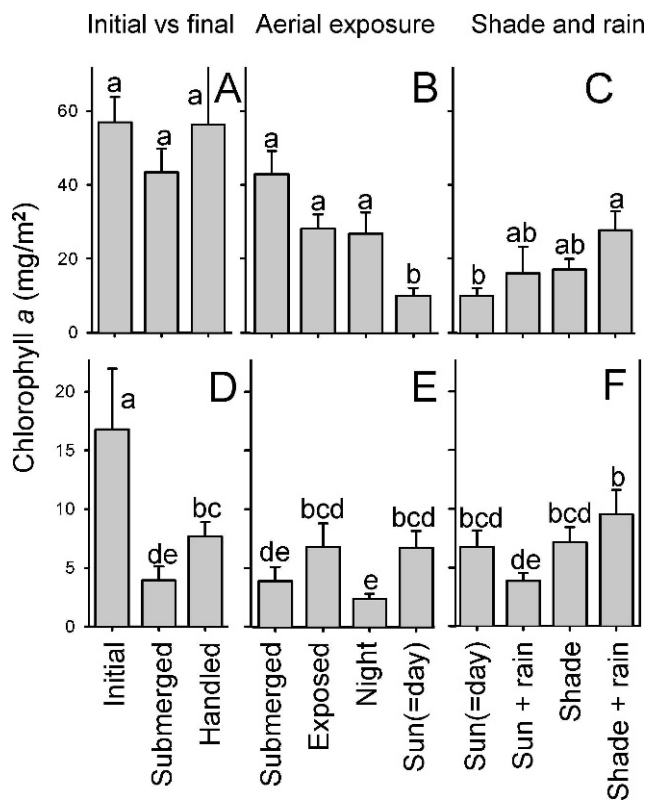 Initial vs final Aerial exposure Shade and rain
Chlorophyll a (mg/m²)
A B C
60
40
20
0
a a a
a a a b
b ab ab a
D E F
20
15
10
5
0
a de bc
de bcd e bcd
bcd de bcd b
Initial
Submerged
Handled
Submerged
Exposed
Night
Sun(=day)
Sun(=day)
Sun + rain
Shade
Shade + rain